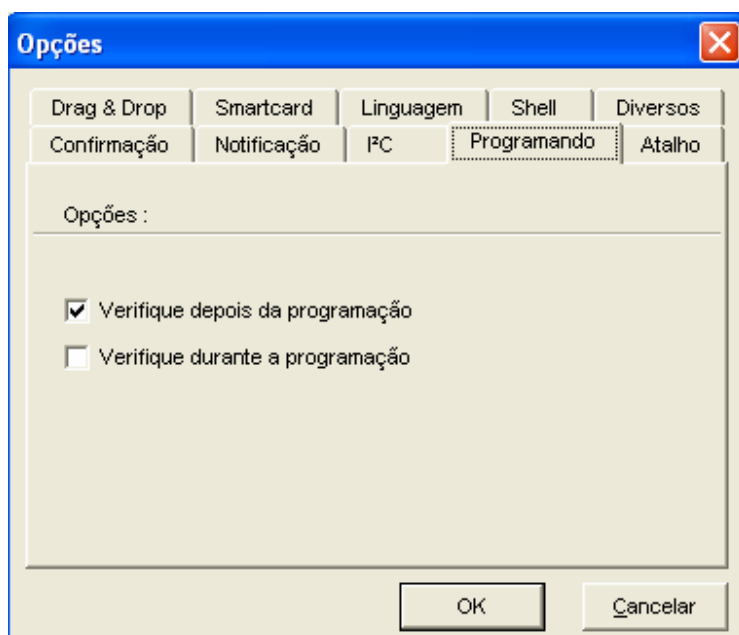 Opções
Drag & Drop Smartcard Linguagem Shell Diversos
Confirmação Notificação I²C Programando Atalho
Opçőes :
Verifique depois da programação
Verifique durante a programação
OK Cancelar